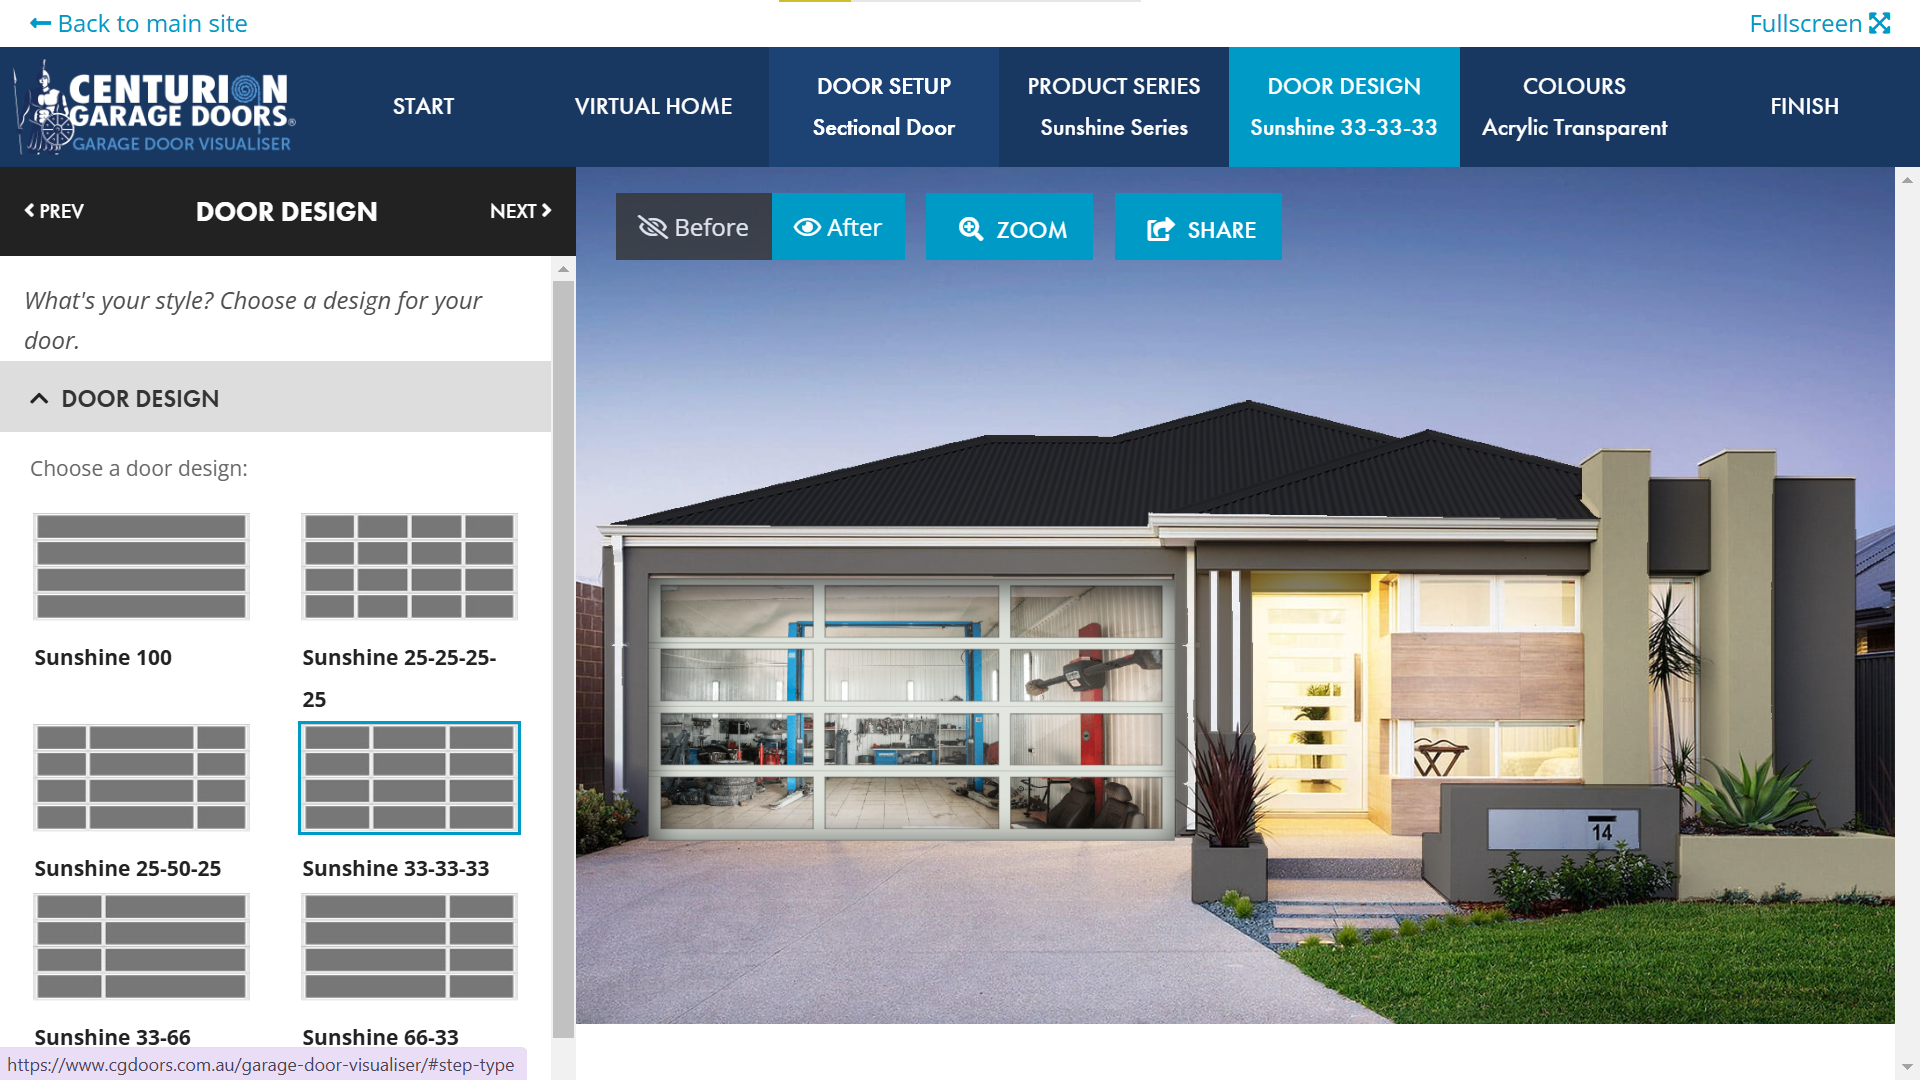 Back to main site
Fullscreen
CENTURION
GARAGE DOORS®
GARAGE DOOR VISUALISER
START
VIRTUAL HOME
DOOR SETUP
Sectional Door
PRODUCT SERIES
Sunshine Series
DOOR DESIGN
Sunshine 33-33-33
COLOURS
Acrylic Transparent
FINISH
PREV
DOOR DESIGN
NEXT
Before
After
ZOOM
SHARE
What's your style? Choose a design for your
door.
DOOR DESIGN
Choose a door design:
Sunshine 100
Sunshine 25-25-25-
25
Sunshine 25-50-25
Sunshine 33-33-33
Sunshine 33-66
Sunshine 66-33
14
https://www.cgdoors.com.au/garage-door-visualiser/#step-type